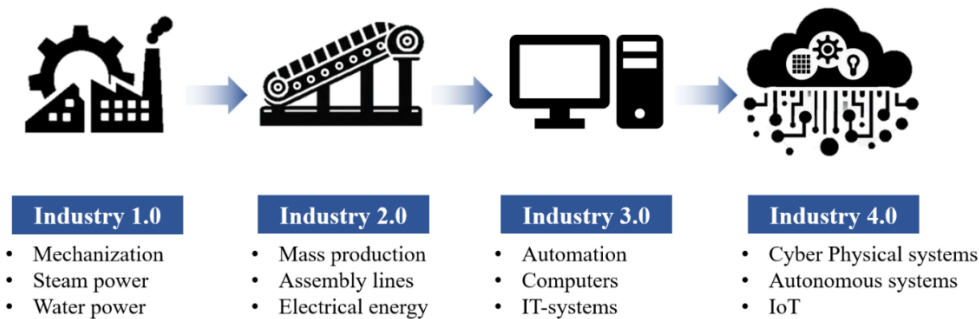 Industry 1.0
• Mechanization
• Steam power
• Water power
Industry 2.0
• Mass production
• Assembly lines
• Electrical energy
Industry 3.0
• Automation
• Computers
• IT-systems
Industry 4.0
• Cyber Physical systems
• Autonomous systems
• IoT